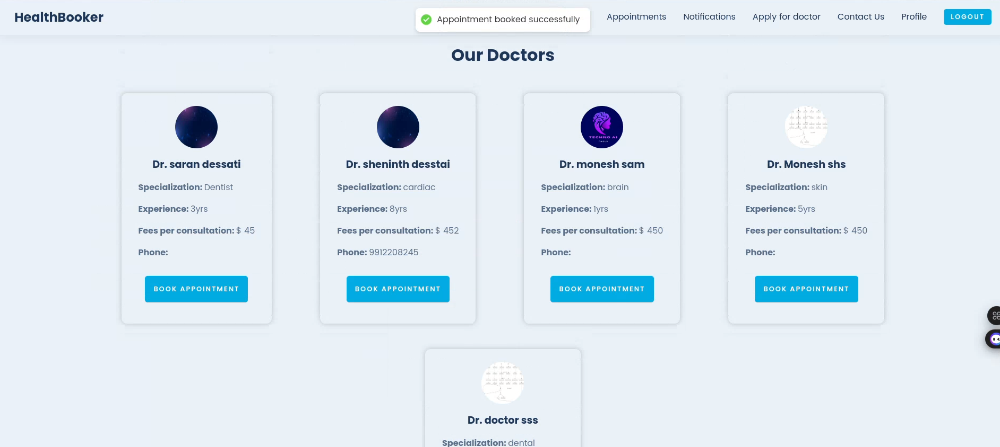 HealthBooker
Appointment booked successfully
Appointments
Notifications
Apply for doctor
Contact Us
Profile
LOGOUT
Our Doctors
Dr. saran dessati
Specialization: Dentist
Experience: 3yrs
Fees per consultation: $ 45
Phone:
BOOK APPOINTMENT
Dr. sheninth desstai
Specialization: cardiac
Experience: 8yrs
Fees per consultation: $ 452
Phone: 9912208245
BOOK APPOINTMENT
TECHNO AI
TOOLS
Dr. monesh sam
Specialization: brain
Experience: 1yrs
Fees per consultation: $ 450
Phone:
BOOK APPOINTMENT
Dr. Monesh shs
Specialization: skin
Experience: 5yrs
Fees per consultation: $ 450
Phone:
BOOK APPOINTMENT
Dr. doctor sss
Specialization: dental